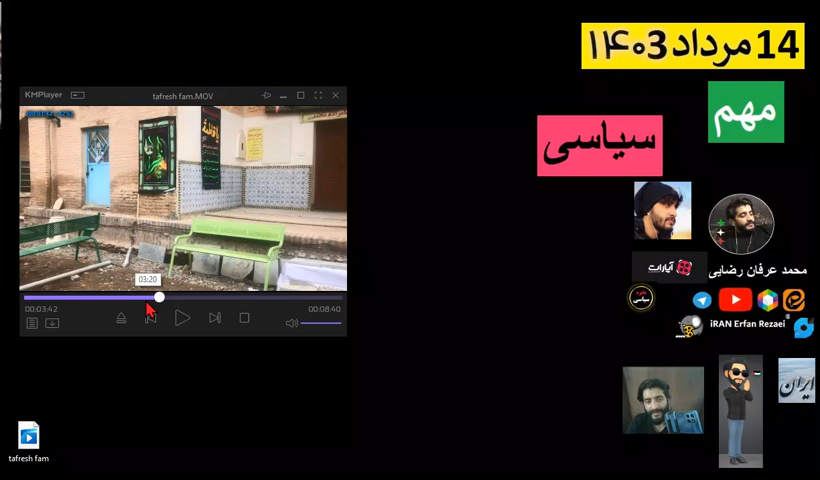 14 مرداد ۱۴۰۳
مهم
سیاسی
KMPlayer
tafresh fam.MOV
03:20
00:03:42
00:08:40
آپارات
محمد عرفان رضایی
iRAN Erfan Rezaei®
ایران
tafresh fam